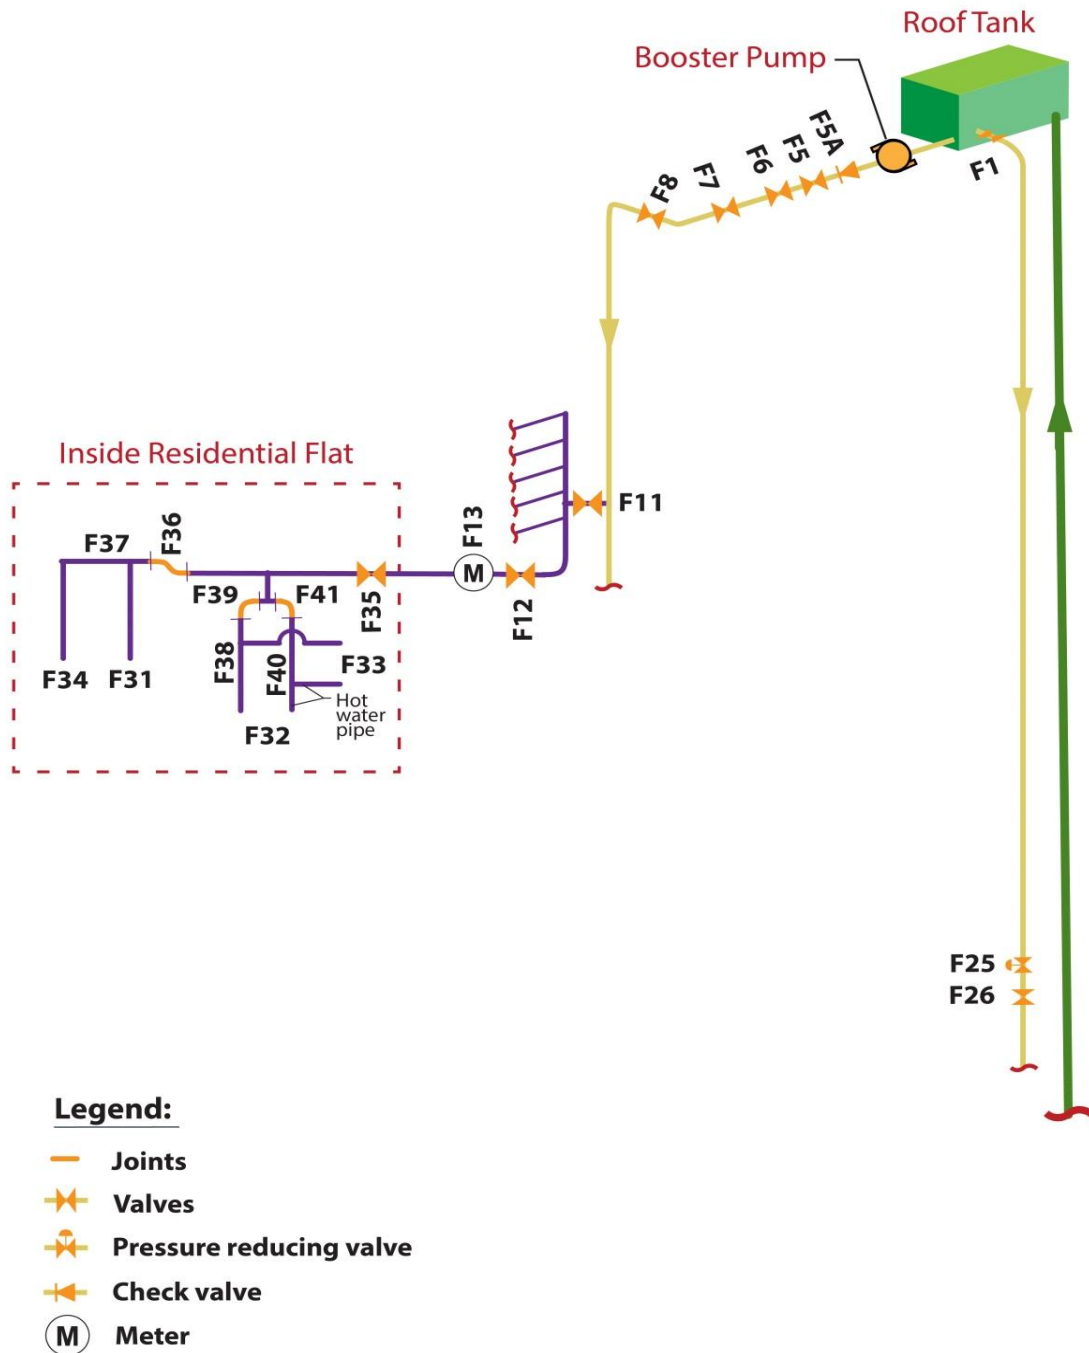 Roof Tank
Booster Pump
F5A
F5
F6
F7
F8
F1
F11
Inside Residential Flat
F13
M
F12
F36
F37
F39
F41
F35
F38
F40
F33
F34
F31
Hot
water
pipe
F32
F25
F26
Legend:
Joints
Valves
Pressure reducing valve
Check valve
M Meter